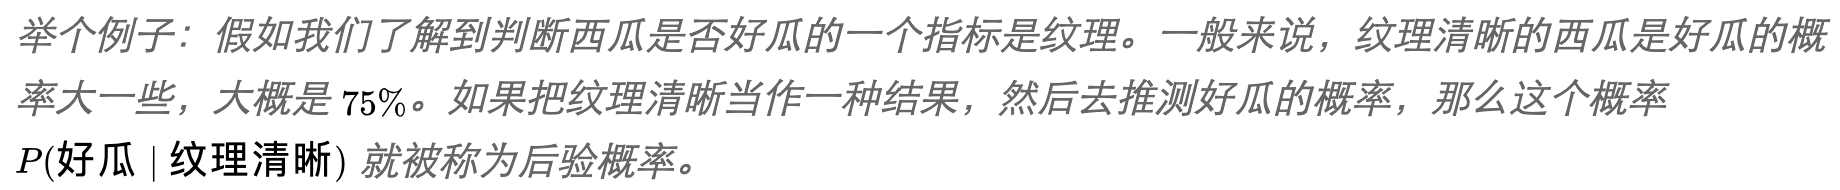 举个例子：假如我们了解到判断西瓜是否好瓜的一个指标是纹理。一般来说，纹理清晰的西瓜是好瓜的概
率大一些，大概是 75%。如果把纹理清晰当作一种结果，然后去推测好瓜的概率，那么这个概率
P(好瓜 | 纹理清晰) 就被称为后验概率。